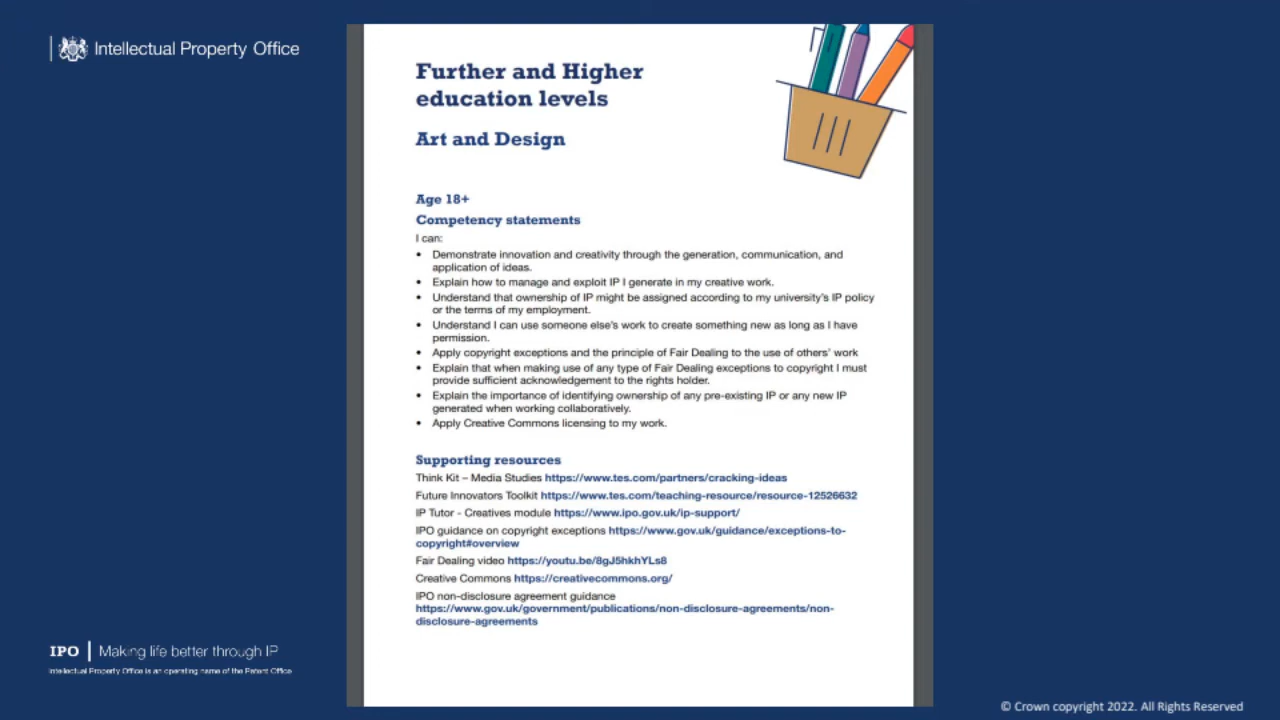 Intellectual Property Office
Further and Higher
education levels
Art and Design
Age 18+
Competency statements
I can:
• Demonstrate innovation and creativity through the generation, communication, and
application of ideas.
• Explain how to manage and exploit IP I generate in my creative work.
• Understand that ownership of IP might be assigned according to my university's IP policy
or the terms of my employment.
• Understand I can use someone else's work to create something new as long as I have
permission.
• Apply copyright exceptions and the principle of Fair Dealing to the use of others' work
• Explain that when making use of any type of Fair Dealing exceptions to copyright I must
provide sufficient acknowledgement to the rights holder.
• Explain the importance of identifying ownership of any pre-existing IP or any new IP
generated when working collaboratively.
• Apply Creative Commons licensing to my work.
Supporting resources
Think Kit – Media Studies https://www.tes.com/partners/cracking-ideas
Future Innovators Toolkit https://www.tes.com/teaching-resource/resource-12526632
IP Tutor - Creatives module https://www.ipo.gov.uk/ip-support/
IPO guidance on copyright exceptions https://www.gov.uk/guidance/exceptions-to-
copyright#overview
Fair Dealing video https://youtu.be/8gJ5hkhYLs8
Creative Commons https://creativecommons.org/
IPO non-disclosure agreement guidance
https://www.gov.uk/government/publications/non-disclosure-agreements/non-
disclosure-agreements
IPO | Making life better through IP
Intellectual Property Office is an operating name of the Patent Office
© Crown copyright 2022. All Rights Reserved